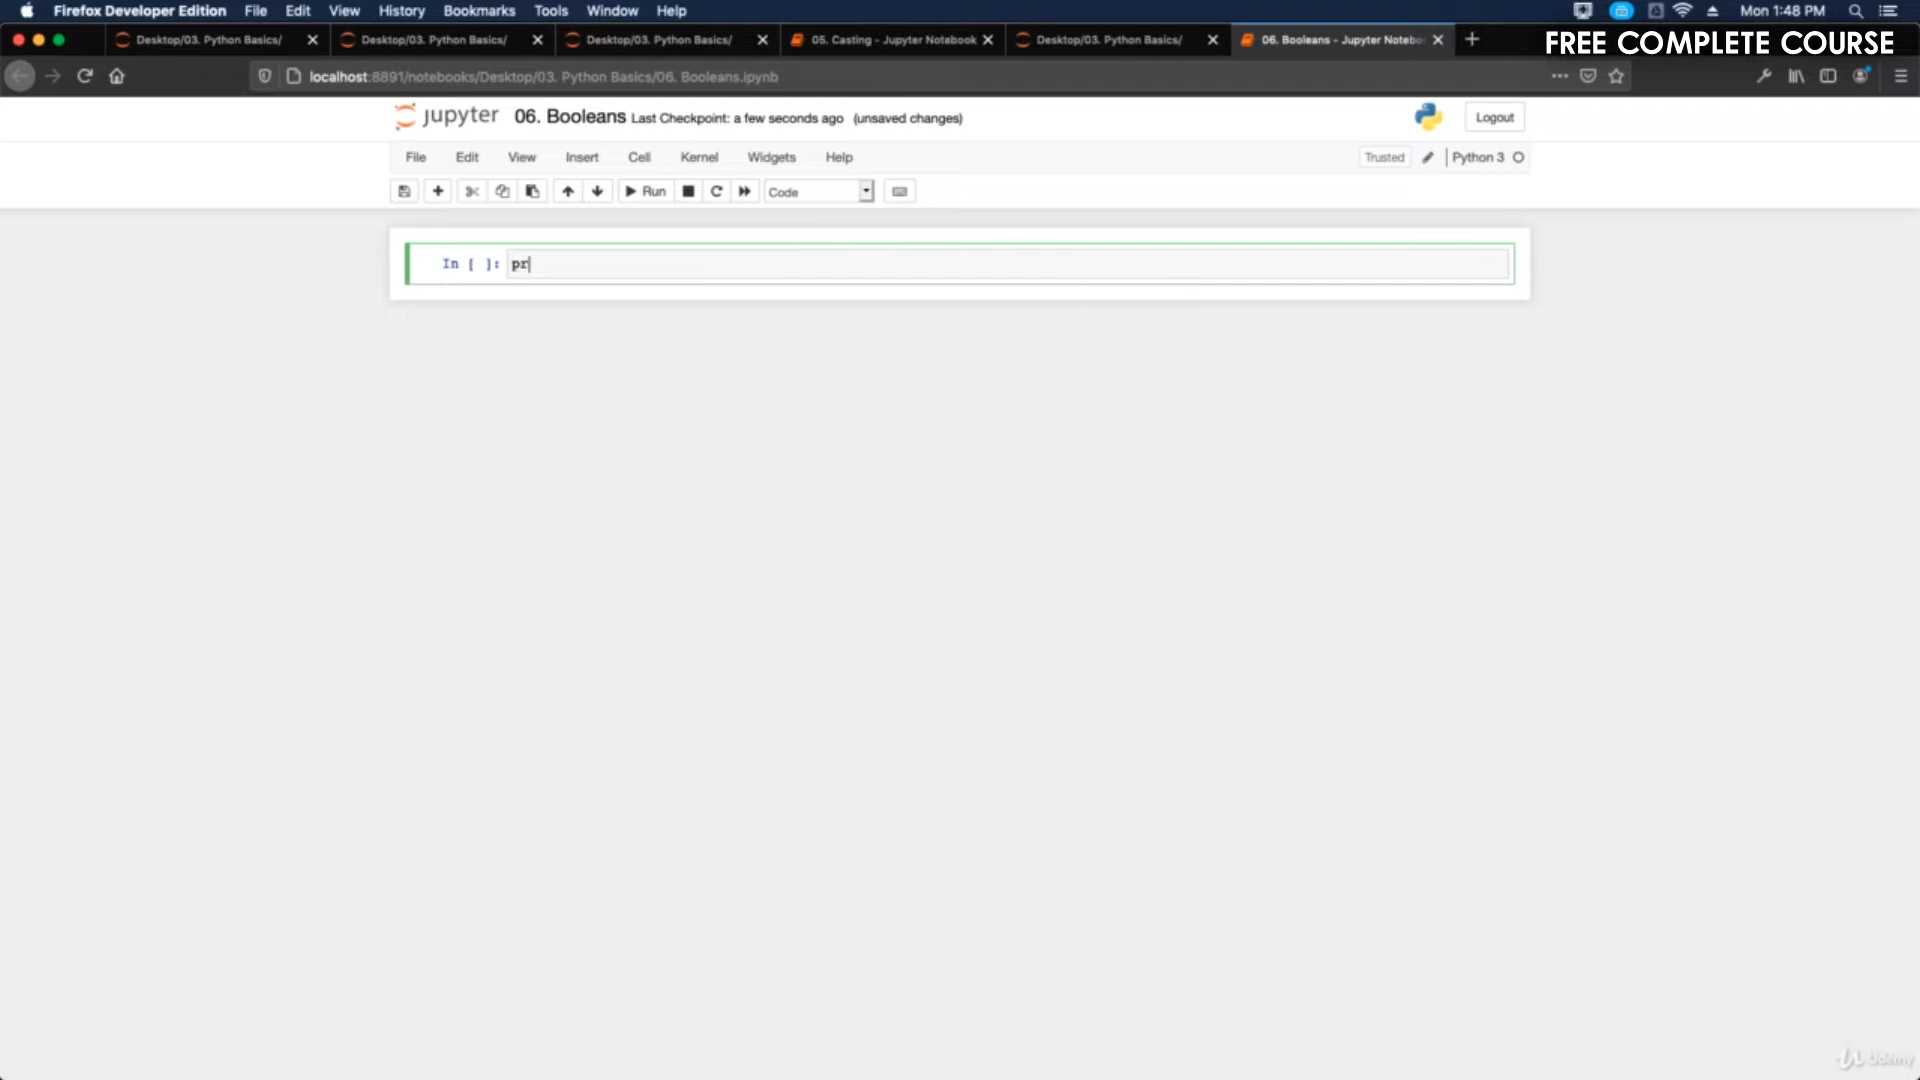 Firefox Developer Edition File Edit View History Bookmarks Tools Window Help Mon 1:48 PM
Desktop/03. Python Basics/ Desktop/03. Python Basics/ Desktop/03. Python Basics/ 05. Casting - Jupyter Notebook Desktop/03. Python Basics/ 06. Booleans - Jupyter Notebo
FREE COMPLETE COURSE
localhost:8891/notebooks/Desktop/03. Python Basics/06. Booleans.ipynb
jupyter 06. Booleans Last Checkpoint: a few seconds ago (unsaved changes) Logout
File Edit View Insert Cell Kernel Widgets Help Trusted Python 3
Run Code
In [ ]: pr
Udemy